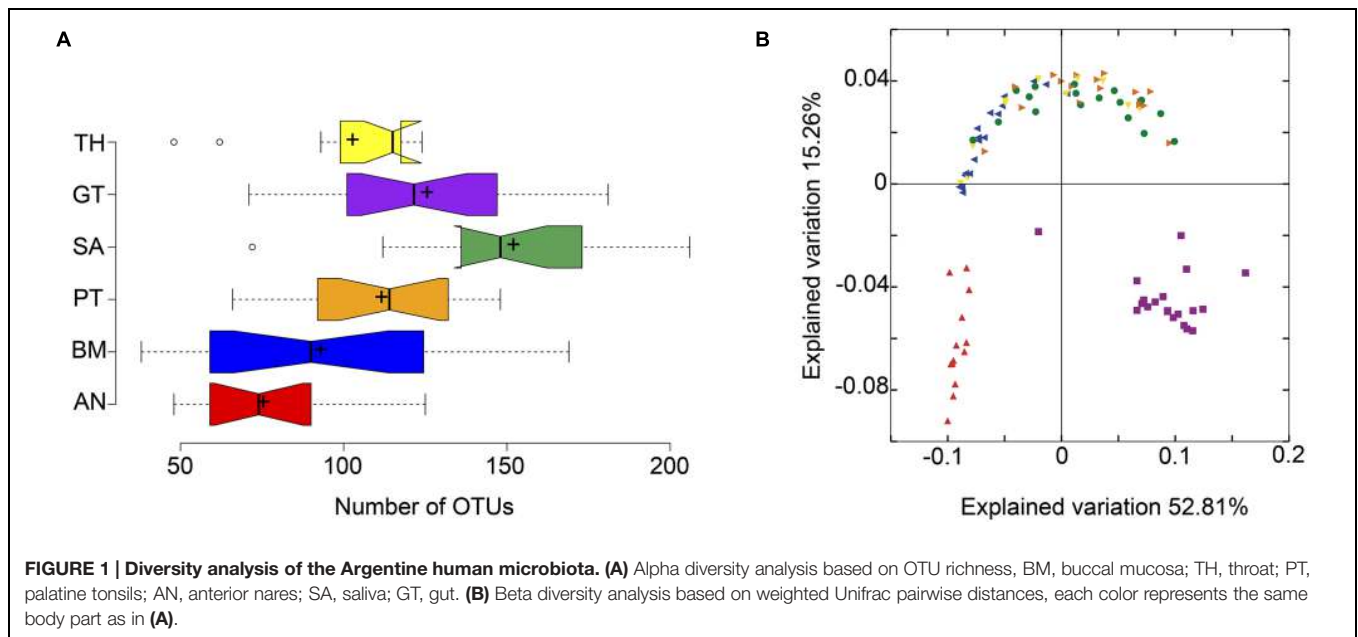 A
TH
GT
SA
PT
BM
AN
50 100 150 200
Number of OTUs
B
Explained variation 15.26%
0.04
0
-0.04
-0.08
-0.1 0 0.1 0.2
Explained variation 52.81%
FIGURE 1 | Diversity analysis of the Argentine human microbiota. (A) Alpha diversity analysis based on OTU richness, BM, buccal mucosa; TH, throat; PT,
palatine tonsils; AN, anterior nares; SA, saliva; GT, gut. (B) Beta diversity analysis based on weighted Unifrac pairwise distances, each color represents the same
body part as in (A).